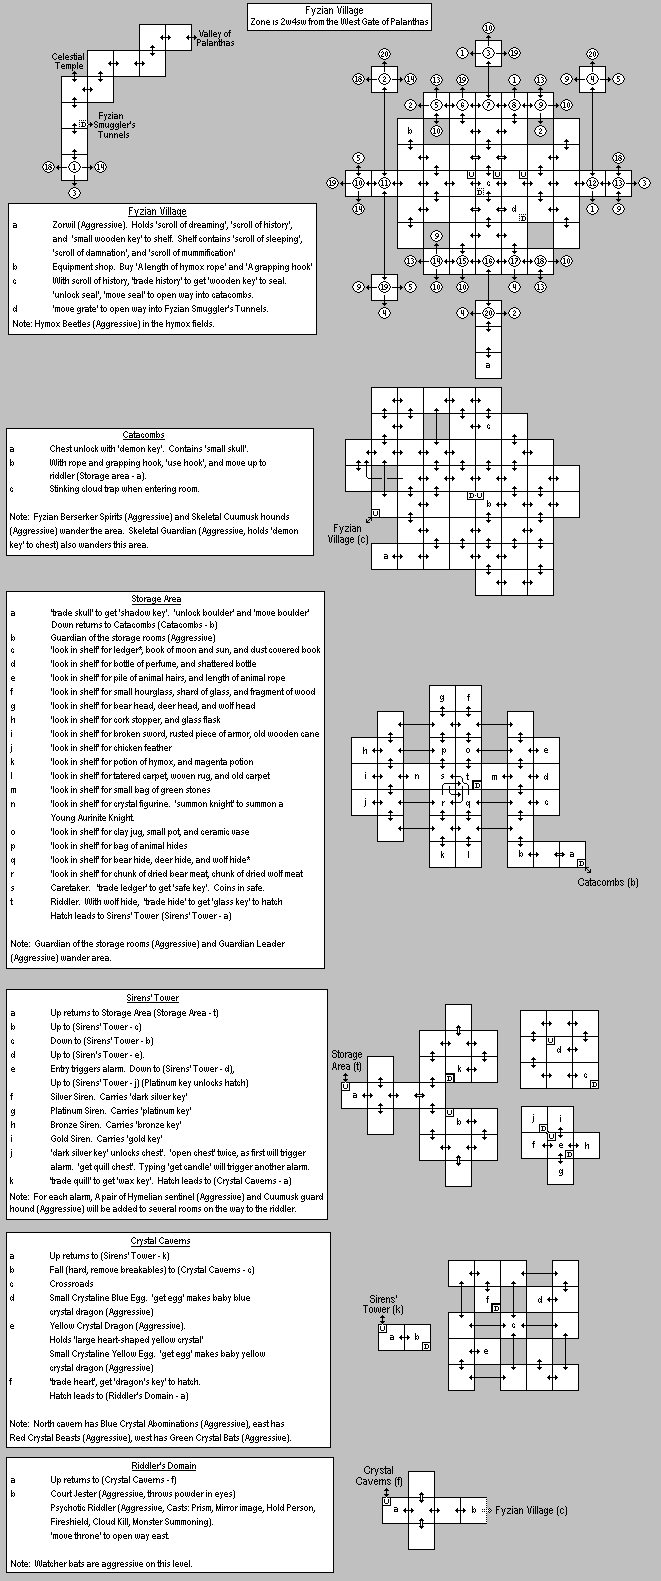 Fyzian Village
Zone is 2w4sw from the West Gate of Palanthas
Valley of
Palanthas
Celestial
Temple
Fyzian
Smuggler's
Tunnels
Fyzian Village
a Zorwil (Aggressive). Holds 'scroll of dreaming', 'scroll of history',
and 'small wooden key' to shelf. Shelf contains 'scroll of sleeping',
'scroll of damnation', and 'scroll of mummification'
b Equipment shop. Buy 'A length of hymox rope' and 'A grapping hook'
c With scroll of history, 'trade history' to get 'wooden key' to seal.
'unlock seal', 'move seal' to open way into catacombs.
d 'move grate' to open way into Fyzian Smuggler's Tunnels.
Note: Hymox Beetles (Aggressive) in the hymox fields.
Catacombs
a Chest unlock with 'demon key'. Contains 'small skull'.
b With rope and grapping hook, 'use hook', and move up to
riddler (Storage area - a).
c Stinking cloud trap when entering room.
Note: Fyzian Berserker Spirits (Aggressive) and Skeletal Cuumusk hounds
(Aggressive) wander the area. Skeletal Guardian (Aggressive, holds 'demon
key' to chest) also wanders this area.
Fyzian
Village (c)
Storage Area
a 'trade skull' to get 'shadow key'. 'unlock boulder' and 'move boulder'
Down returns to Catacombs (Catacombs - b)
b Guardian of the storage rooms (Aggressive)
c 'look in shelf' for ledger*, book of moon and sun, and dust covered book
d 'look in shelf' for bottle of perfume, and shattered bottle
e 'look in shelf' for pile of animal hairs, and length of animal rope
f 'look in shelf' for small hourglass, shard of glass, and fragment of wood
g 'look in shelf' for bear head, deer head, and wolf head
h 'look in shelf' for cork stopper, and glass flask
i 'look in shelf' for broken sword, rusted piece of armor, old wooden cane
j 'look in shelf' for chicken feather
k 'look in shelf' for potion of hymox, and magenta potion
l 'look in shelf' for tatered carpet, woven rug, and old carpet
m 'look in shelf' for small bag of green stones
n 'look in shelf' for crystal figurine. 'summon knight' to summon a
Young Aurinite Knight.
o 'look in shelf' for clay jug, small pot, and ceramic vase
p 'look in shelf' for bag of animal hides
q 'look in shelf' for bear hide, deer hide, and wolf hide*
r 'look in shelf' for chunk of dried bear meat, chunk of dried wolf meat
s Caretaker. 'trade ledger' to get 'safe key'. Coins in safe.
t Riddler. With wolf hide, 'trade hide' to get 'glass key' to hatch
Hatch leads to Sirens' Tower (Sirens' Tower - a)
Note: Guardian of the storage rooms (Aggressive) and Guardian Leader
(Aggressive) wander area.
Catacombs (b)
Sirens' Tower
a Up returns to Storage Area (Storage Area - t)
b Up to (Sirens' Tower - c)
c Down to (Sirens' Tower - b)
d Up to (Siren's Tower - e).
e Entry triggers alarm. Down to (Sirens' Tower - d),
Up to (Sirens' Tower - j) (Platinum key unlocks hatch)
f Silver Siren. Carries 'dark silver key'
g Platinum Siren. Carries 'platinum key'
h Bronze Siren. Carries 'bronze key'
i Gold Siren. Carries 'gold key'
j 'dark silver key' unlocks chest'. 'open chest' twice, as first will trigger
alarm. 'get quill chest'. Typing 'get candle' will trigger another alarm.
k 'trade quill' to get 'wax key'. Hatch leads to (Crystal Caverns - a)
Note: For each alarm, A pair of Hymelian sentinel (Aggressive) and Cuumusk guard
hound (Aggressive) will be added to several rooms on the way to the riddler.
Storage
Area (t)
Crystal Caverns
a Up returns to (Sirens' Tower - k)
b Fall (hard, remove breakables) to (Crystal Caverns - c)
c Crossroads
d Small Crystaline Blue Egg. 'get egg' makes baby blue
crystal dragon (Aggressive)
e Yellow Crystal Dragon (Aggressive).
Holds 'large heart-shaped yellow crystal'
Small Crystaline Yellow Egg. 'get egg' makes baby yellow
crystal dragon (Aggressive)
f 'trade heart', get 'dragon's key' to hatch.
Hatch leads to (Riddler's Domain - a)
Note: North cavern has Blue Crystal Abominations (Aggressive), east has
Red Crystal Beasts (Aggressive), west has Green Crystal Bats (Aggressive).
Sirens'
Tower (k)
Riddler's Domain
a Up returns to (Crystal Caverns - f)
b Court Jester (Aggressive, throws powder in eyes)
Psychotic Riddler (Aggressive, Casts: Prism, Mirror image, Hold Person,
Fireshield, Cloud Kill, Monster Summoning).
'move throne' to open way east.
Note: Watcher bats are aggressive on this level.
Crystal
Caverns (f)
Fyzian Village (c)